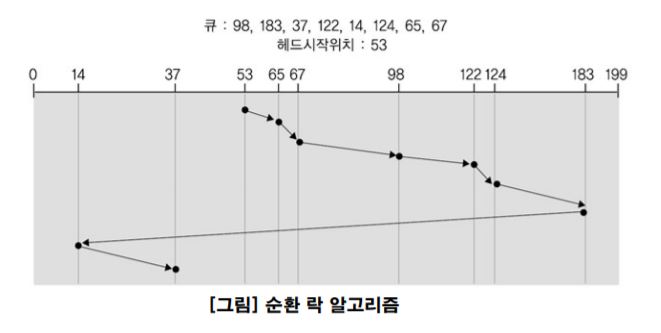 큐 : 98, 183, 37, 122, 14, 124, 65, 67
헤드시작위치 : 53
0 14 37 53 65 67 98 122 124 183 199
[그림] 순환 락 알고리즘